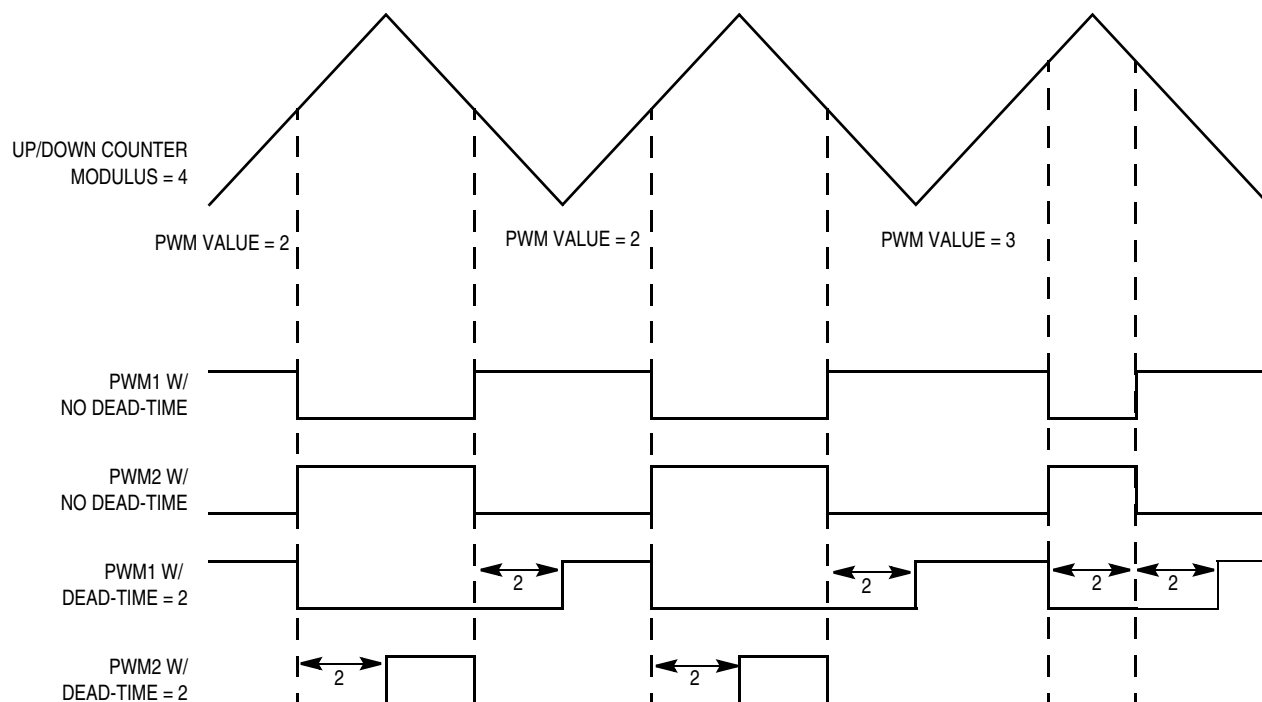 UP/DOWN COUNTER
MODULUS = 4
PWM VALUE = 2
PWM VALUE = 2
PWM VALUE = 3
PWM1 W/
NO DEAD-TIME
PWM2 W/
NO DEAD-TIME
PWM1 W/
DEAD-TIME = 2
2
2
2
2
PWM2 W/
DEAD-TIME = 2
2
2